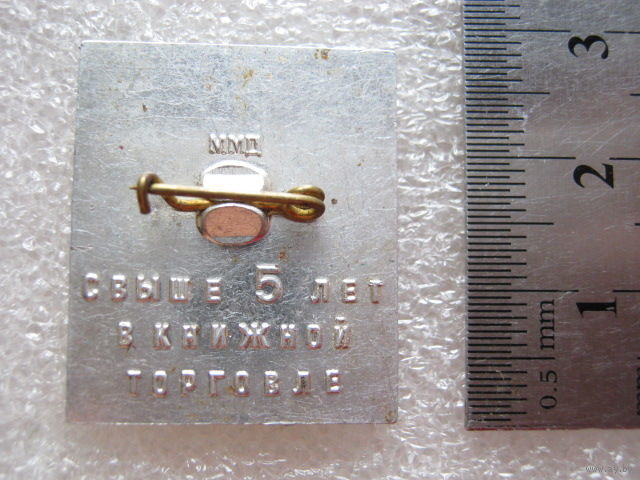 ММД
СВЫШЕ 5 ЛЕТ
В КНИЖНОЙ
ТОРГОВЛЕ
3
2
1
0.5 mm